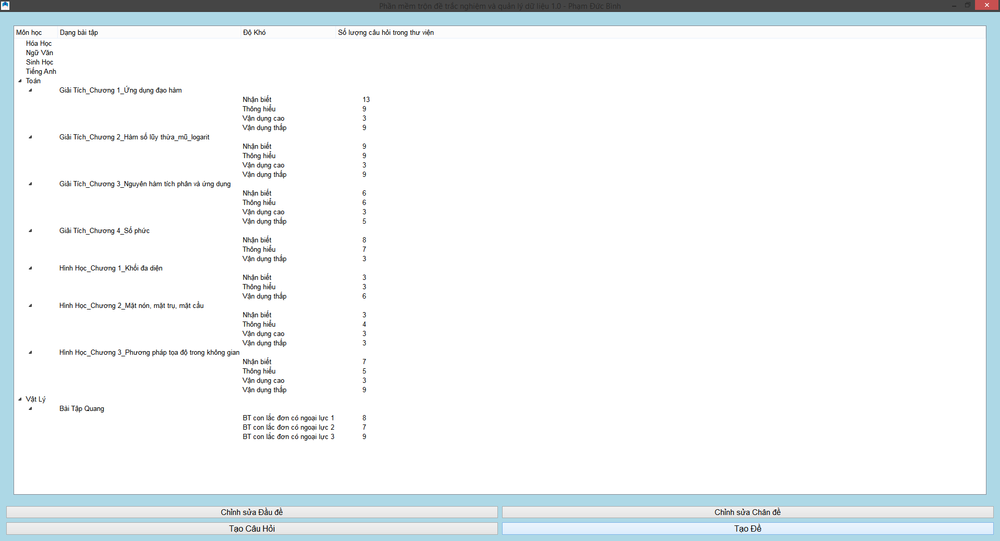 Phần mềm trộn đề trắc nghiệm và quản lý dữ liệu 1.0 - Phạm Đức Bình
Môn học Dạng bài tập Độ Khó Số lượng câu hỏi trong thư viện
Hóa Học
Ngữ Văn
Sinh Học
Tiếng Anh
Toán
Giải Tích_Chương 1_Ứng dụng đạo hàm
Nhận biết 13
Thông hiểu 9
Vận dụng cao 3
Vận dụng thấp 9
Giải Tích_Chương 2_Hàm số lũy thừa_mũ_logarit
Nhận biết 9
Thông hiểu 9
Vận dụng cao 3
Vận dụng thấp 9
Giải Tích_Chương 3_Nguyên hàm tích phân và ứng dụng
Nhận biết 6
Thông hiểu 6
Vận dụng cao 3
Vận dụng thấp 5
Giải Tích_Chương 4_Số phức
Nhận biết 8
Thông hiểu 7
Vận dụng thấp 3
Hình Học_Chương 1_Khối đa diện
Nhận biết 3
Thông hiểu 3
Vận dụng thấp 6
Hình Học_Chương 2_Mặt nón, mặt trụ, mặt cầu
Nhận biết 3
Thông hiểu 4
Vận dụng cao 3
Vận dụng thấp 3
Hình Học_Chương 3_Phương pháp tọa độ trong không gian
Nhận biết 7
Thông hiểu 5
Vận dụng cao 3
Vận dụng thấp 9
Vật Lý
Bài Tập Quang
BT con lắc đơn có ngoại lực 1 8
BT con lắc đơn có ngoại lực 2 7
BT con lắc đơn có ngoại lực 3 9
Chỉnh sửa Đầu đề Chỉnh sửa Chân đề
Tạo Câu Hỏi Tạo Đề